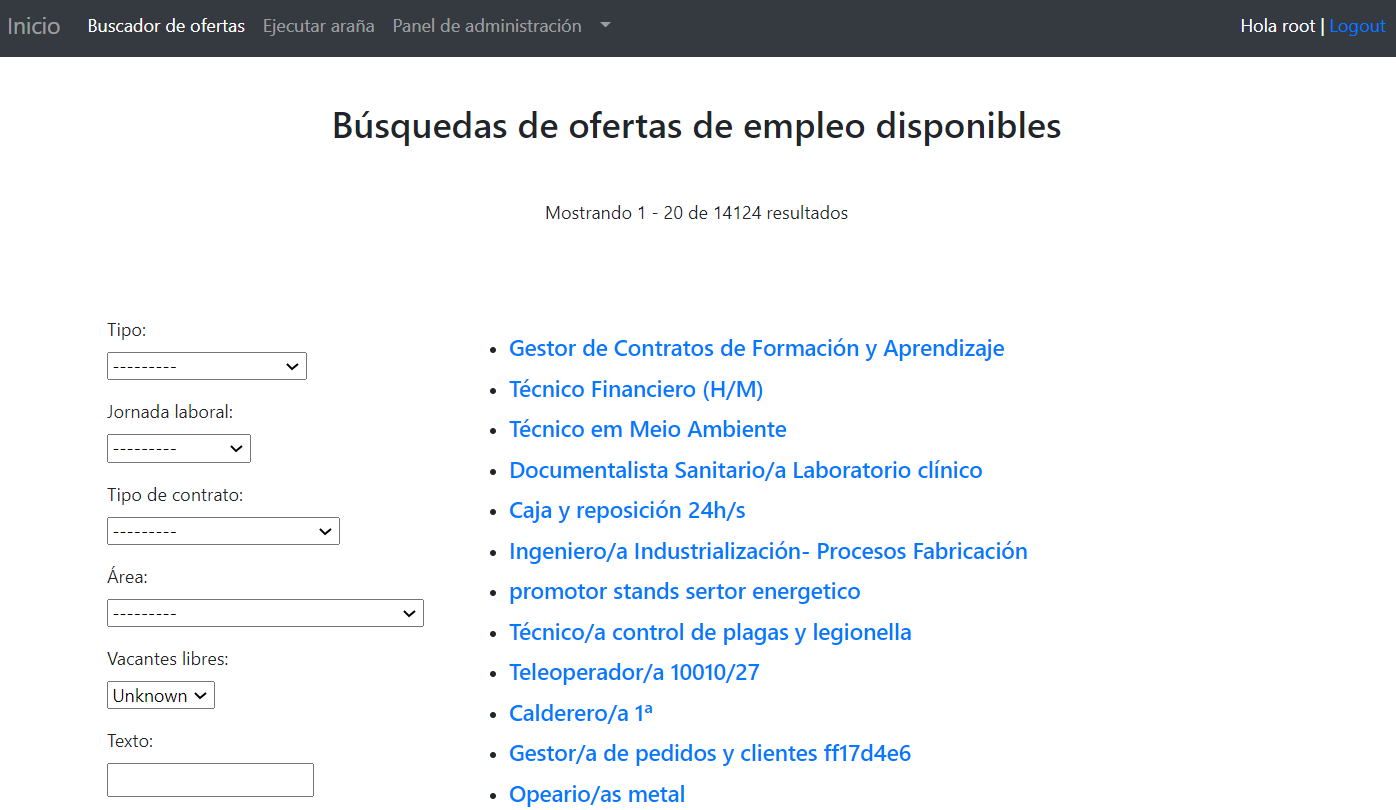 Inicio Buscador de ofertas Ejecutar araña Panel de administración Hola root | Logout
Búsquedas de ofertas de empleo disponibles
Mostrando 1 - 20 de 14124 resultados
Tipo:
---------
Jornada laboral:
---------
Tipo de contrato:
---------
Área:
---------
Vacantes libres:
Unknown
Texto:
Gestor de Contratos de Formación y Aprendizaje
Técnico Financiero (H/M)
Técnico em Meio Ambiente
Documentalista Sanitario/a Laboratorio clínico
Caja y reposición 24h/s
Ingeniero/a Industrialización- Procesos Fabricación
promotor stands sertor energetico
Técnico/a control de plagas y legionella
Teleoperador/a 10010/27
Calderero/a 1ª
Gestor/a de pedidos y clientes ff17d4e6
Opeario/as metal